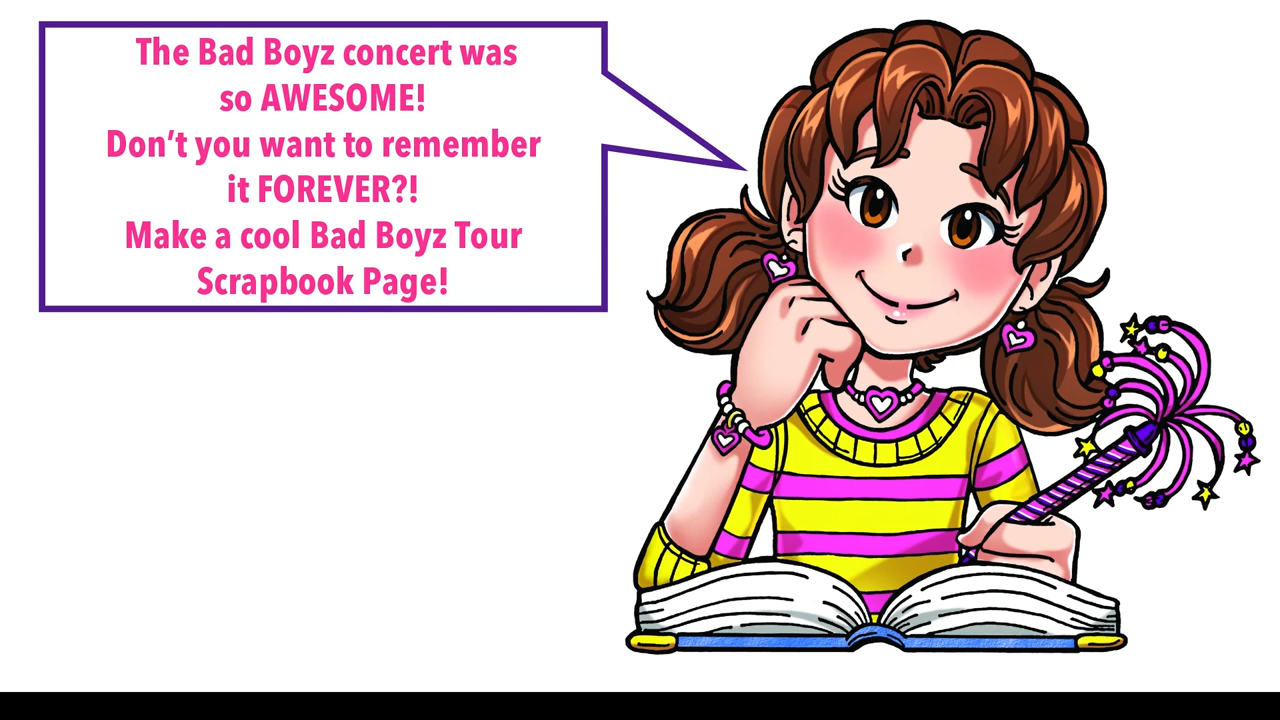 The Bad Boyz concert was
so AWESOME!
Don’t you want to remember
it FOREVER?!
Make a cool Bad Boyz Tour
Scrapbook Page!